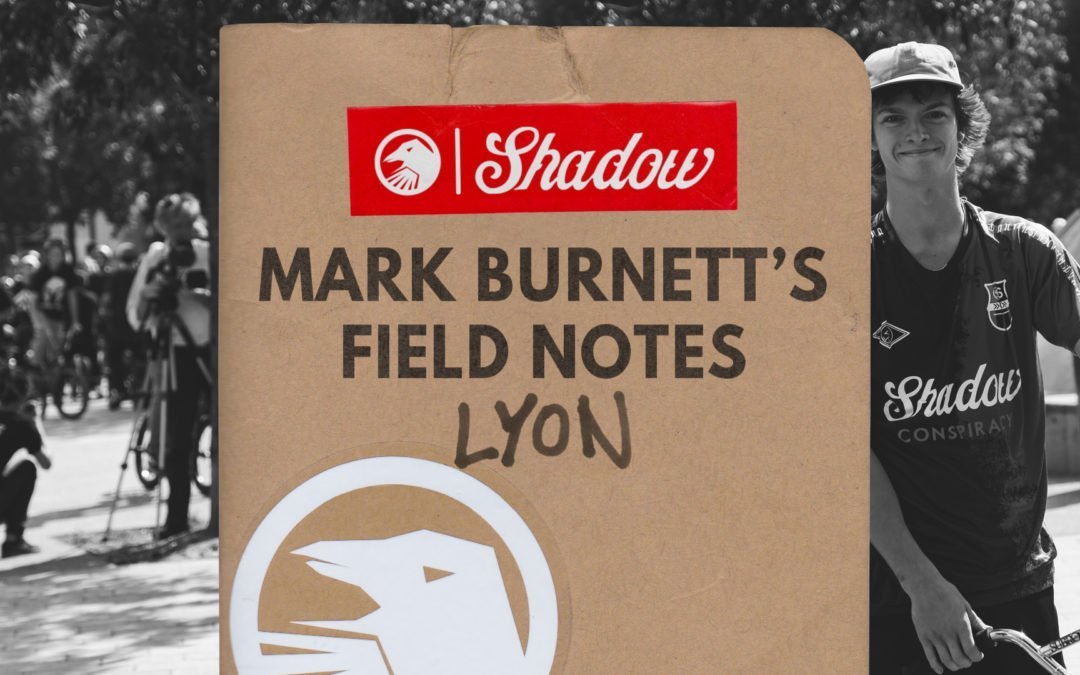 Shadow
MARK BURNETT’S
FIELD NOTES
LYON
Shadow
CONSPIRACY